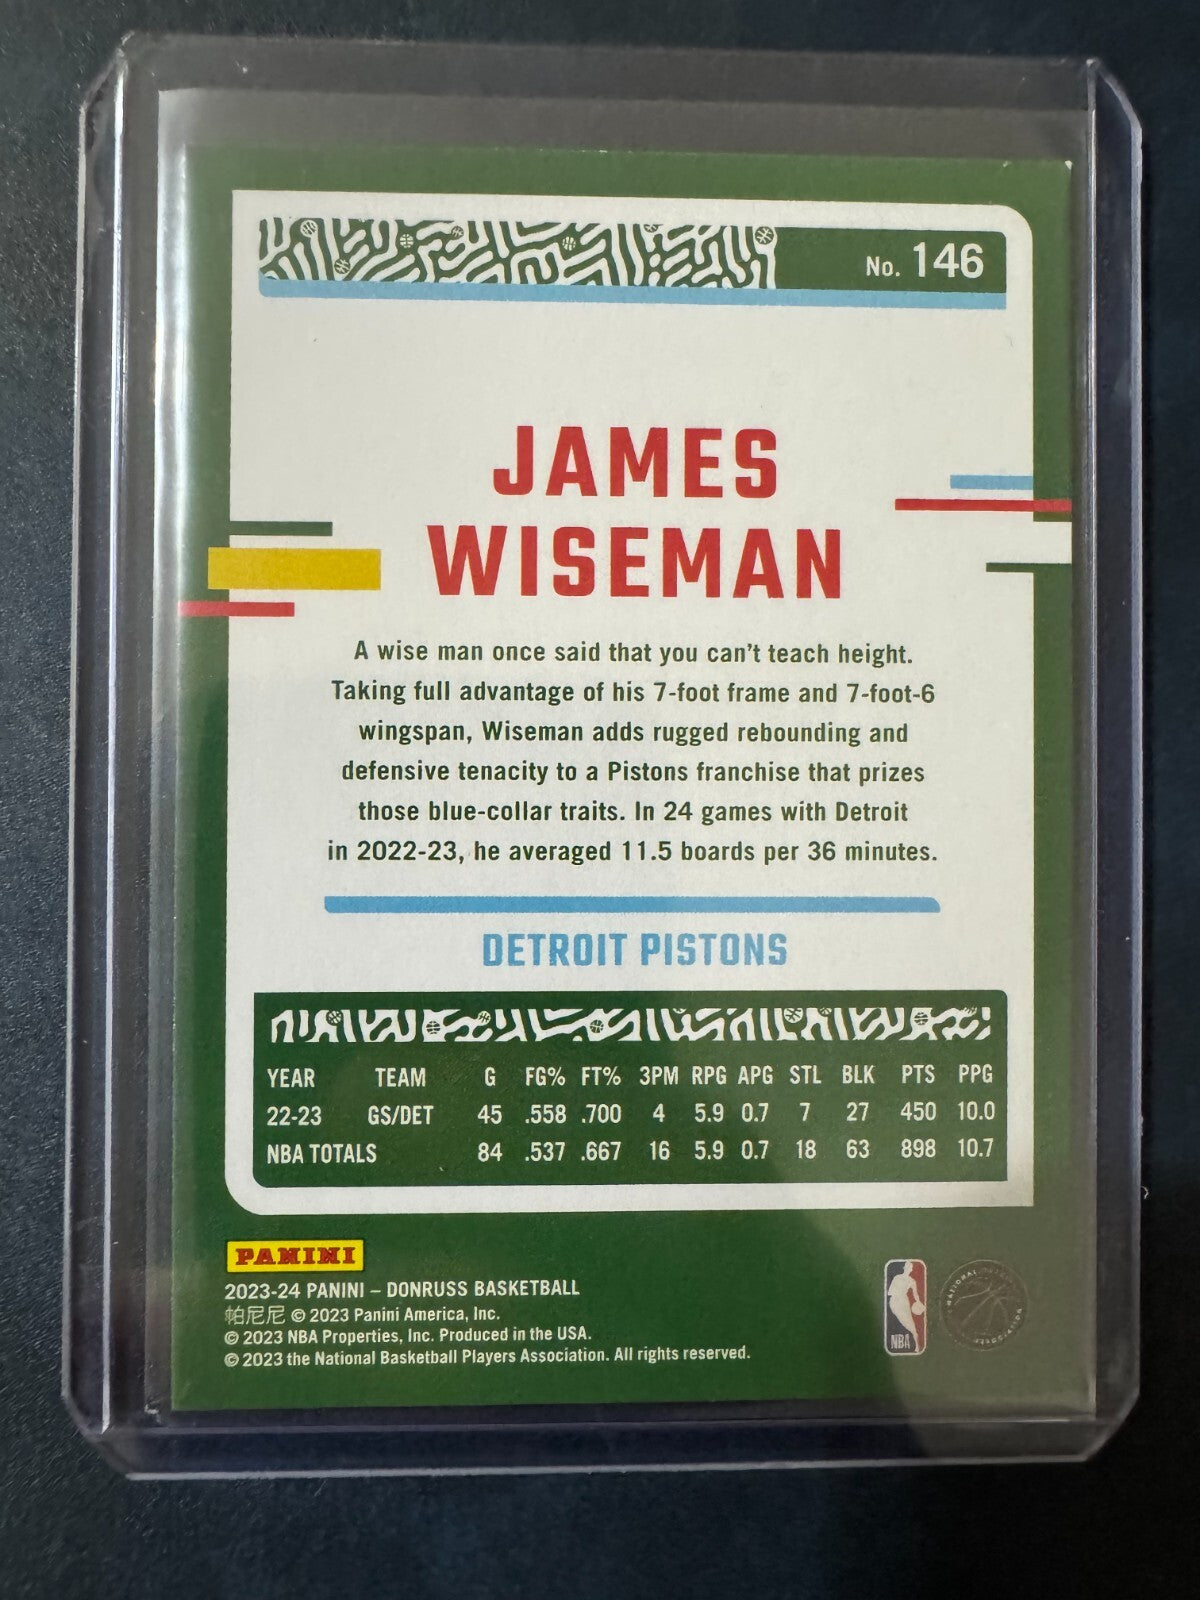 No. 146
JAMES
WISEMAN
A wise man once said that you can't teach height.
Taking full advantage of his 7-foot frame and 7-foot-6
wingspan, Wiseman adds rugged rebounding and
defensive tenacity to a Pistons franchise that prizes
those blue-collar traits. In 24 games with Detroit
in 2022-23, he averaged 11.5 boards per 36 minutes.
DETROIT PISTONS
YEAR TEAM G FG% FT% 3PM RPG APG STL BLK PTS PPG
22-23 GS/DET 45 .558 .700 4 5.9 0.7 7 27 450 10.0
NBA TOTALS 84 .537 .667 16 5.9 0.7 18 63 898 10.7
PANINI
2023-24 PANINI – DONRUSS BASKETBALL
帕尼尼 © 2023 Panini America, Inc.
© 2023 NBA Properties, Inc. Produced in the USA.
© 2023 the National Basketball Players Association. All rights reserved.
NBA